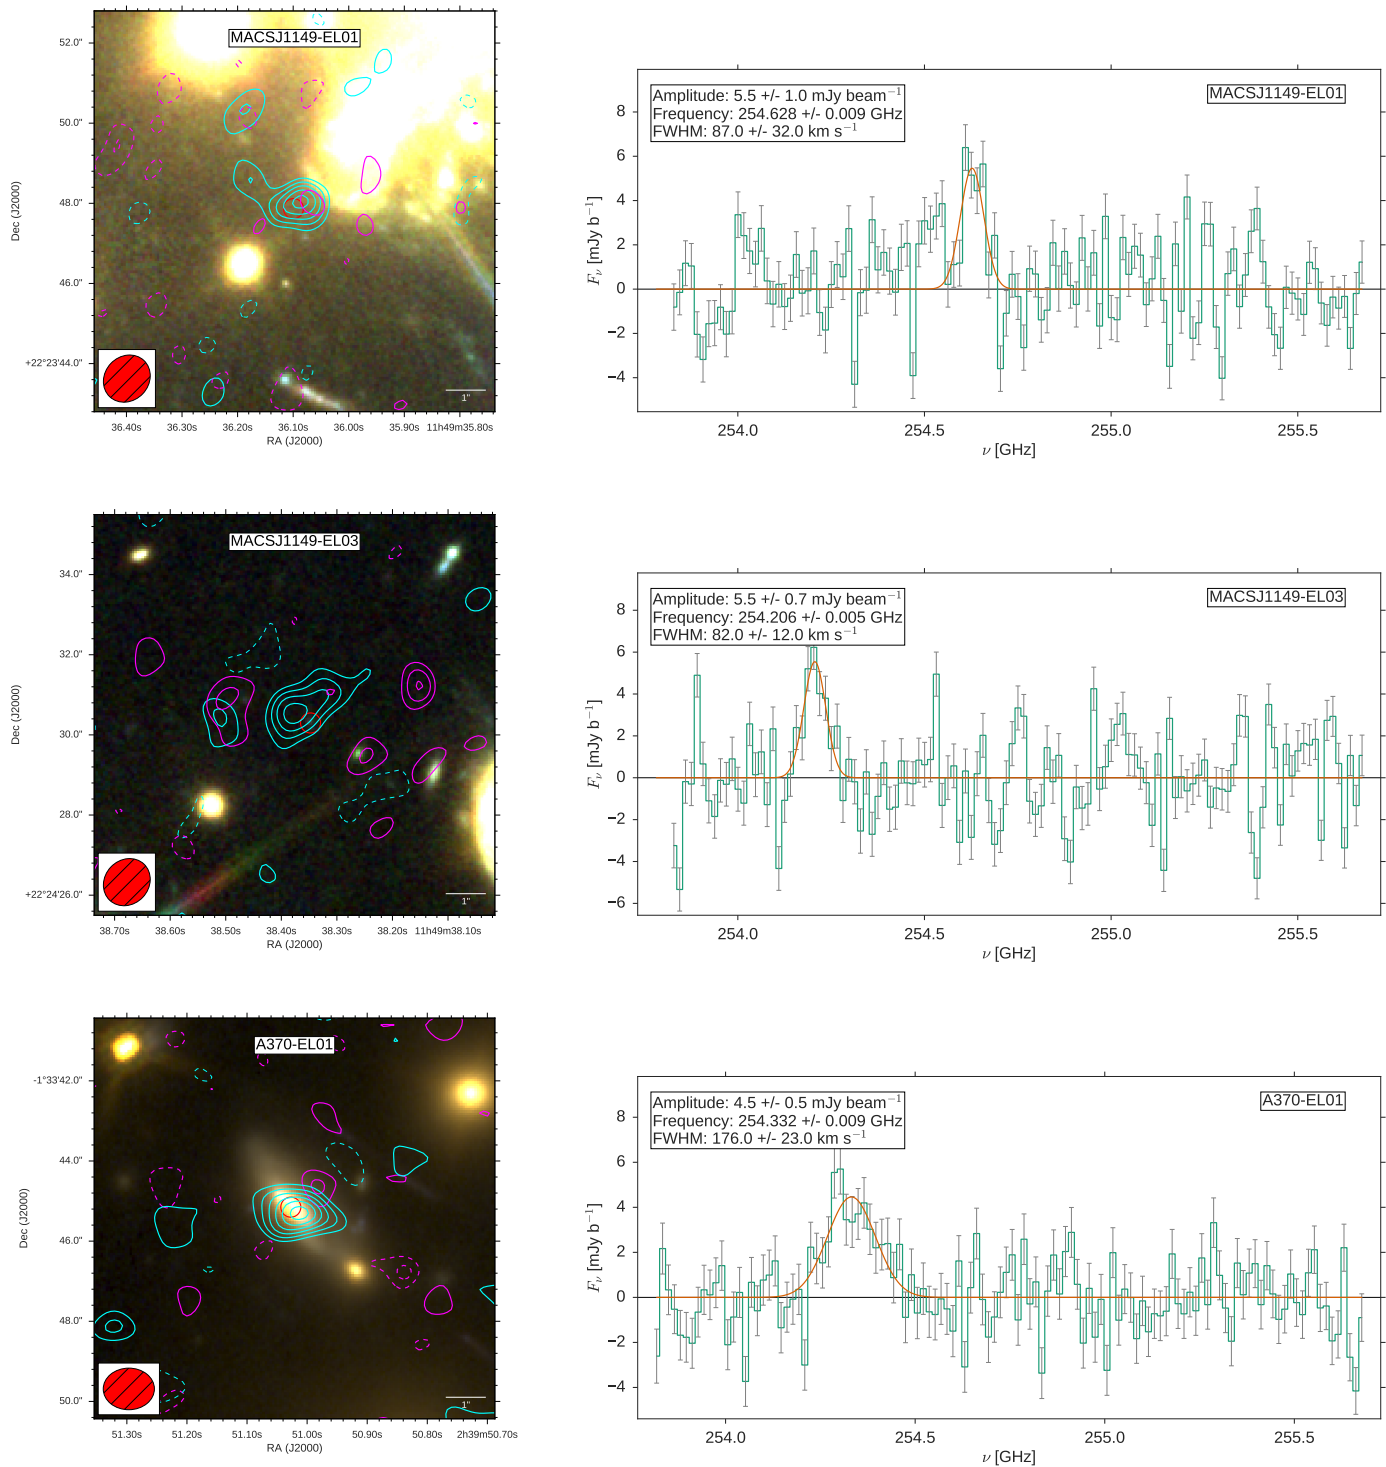 MACSJ1149-EL01
52.0"
50.0"
48.0"
46.0"
+22°23'44.0"
Dec (J2000)
1"
36.40s 36.30s 36.20s 36.10s 36.00s 35.90s 11h49m35.80s
RA (J2000)
Amplitude: 5.5 +/- 1.0 mJy beam⁻¹
Frequency: 254.628 +/- 0.009 GHz
FWHM: 87.0 +/- 32.0 km s⁻¹
MACSJ1149-EL01
8
6
4
2
0
−2
−4
Fν [mJy b⁻¹]
254.0 254.5 255.0 255.5
ν [GHz]
MACSJ1149-EL03
34.0"
32.0"
30.0"
28.0"
+22°24'26.0"
Dec (J2000)
1"
38.70s 38.60s 38.50s 38.40s 38.30s 38.20s 11h49m38.10s
RA (J2000)
Amplitude: 5.5 +/- 0.7 mJy beam⁻¹
Frequency: 254.206 +/- 0.005 GHz
FWHM: 82.0 +/- 12.0 km s⁻¹
MACSJ1149-EL03
8
6
4
2
0
−2
−4
−6
Fν [mJy b⁻¹]
254.0 254.5 255.0 255.5
ν [GHz]
A370-EL01
-1°33'42.0"
44.0"
46.0"
48.0"
50.0"
Dec (J2000)
1"
51.30s 51.20s 51.10s 51.00s 50.90s 50.80s 2h39m50.70s
RA (J2000)
Amplitude: 4.5 +/- 0.5 mJy beam⁻¹
Frequency: 254.332 +/- 0.009 GHz
FWHM: 176.0 +/- 23.0 km s⁻¹
A370-EL01
8
6
4
2
0
−2
−4
Fν [mJy b⁻¹]
254.0 254.5 255.0 255.5
ν [GHz]